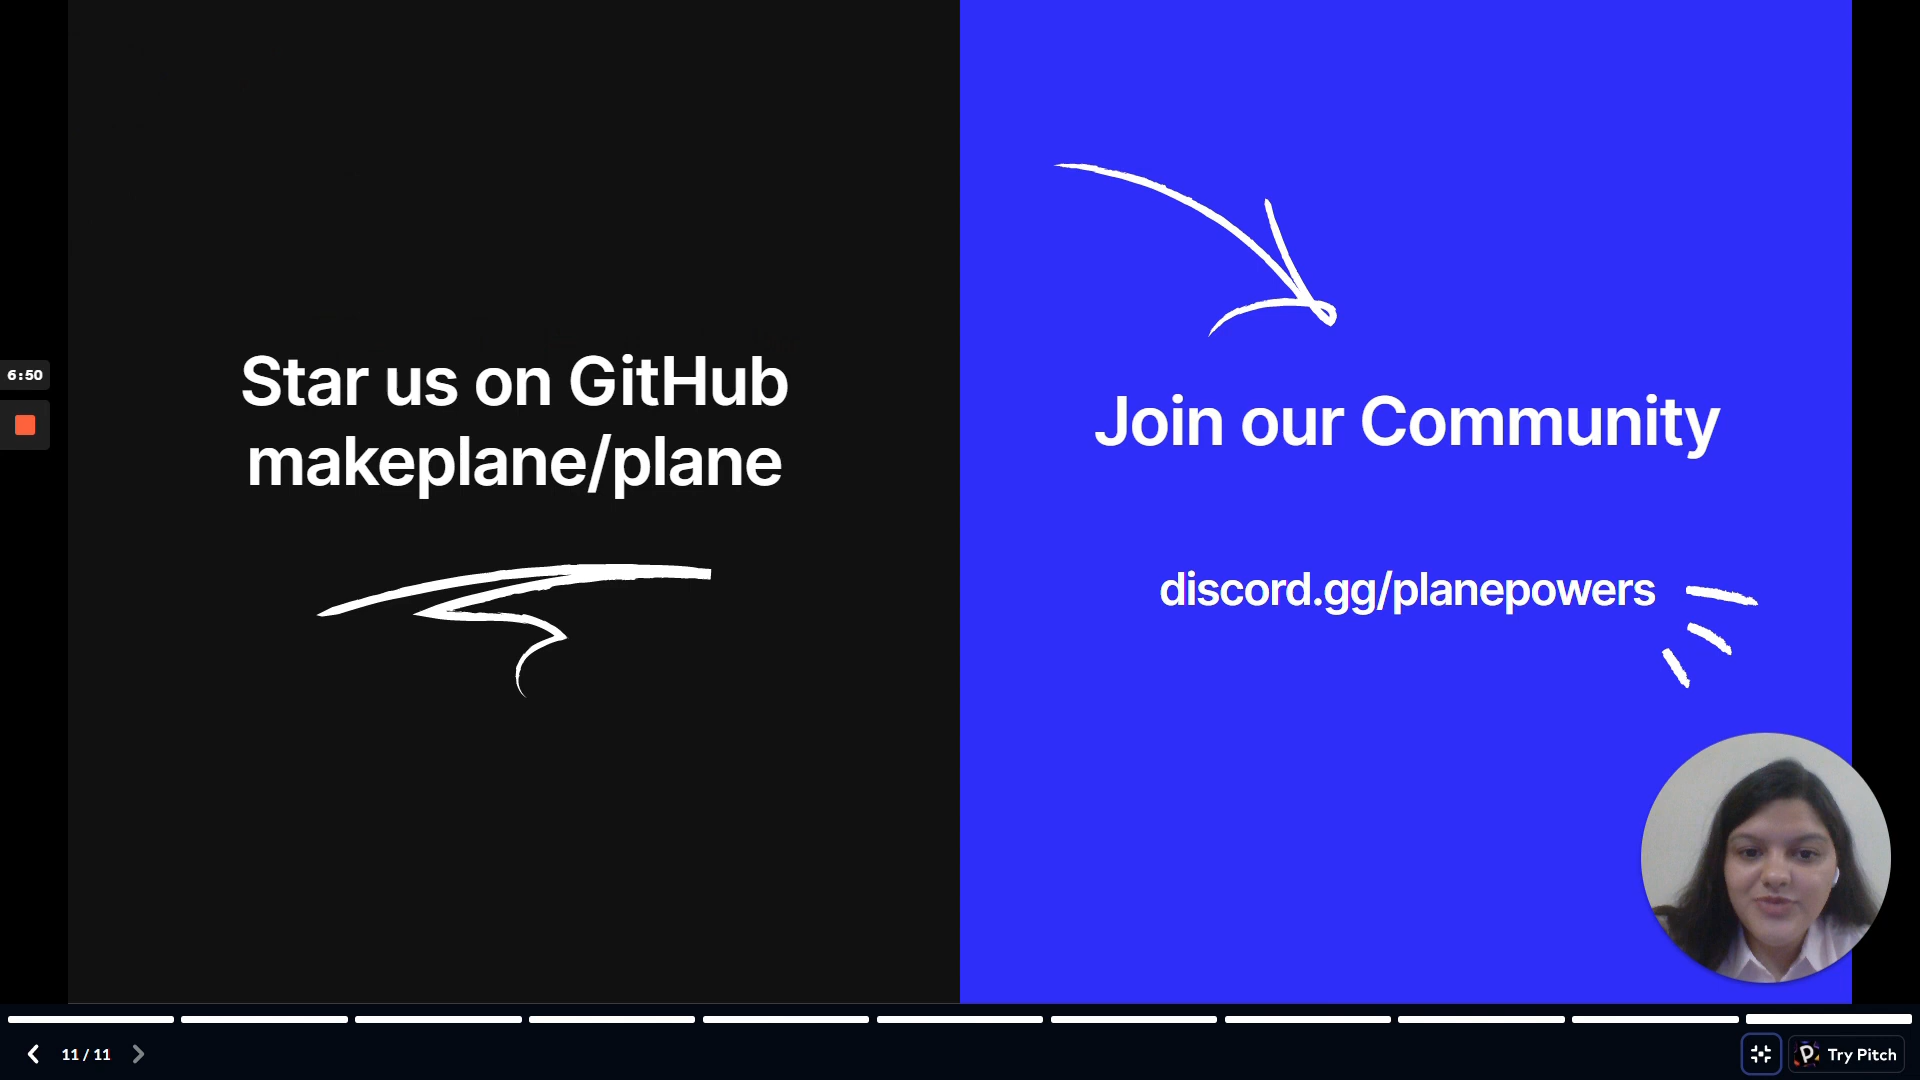 Star us on GitHub
makeplane/plane
Join our Community
discord.gg/planepowers
6:50
11 / 11
Try Pitch